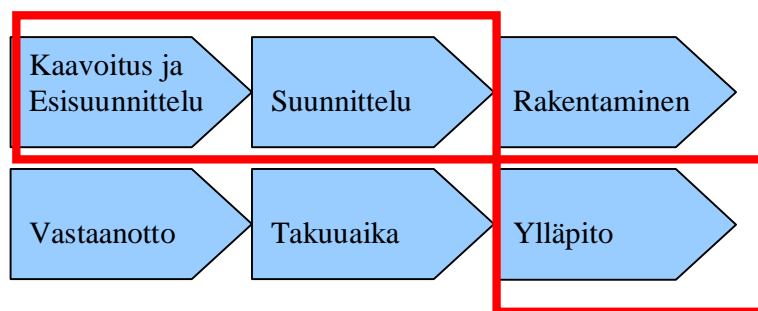 Kaavoitus ja
Esisuunnittelu
Suunnittelu
Rakentaminen
Vastaanotto
Takuuaika
Ylläpito